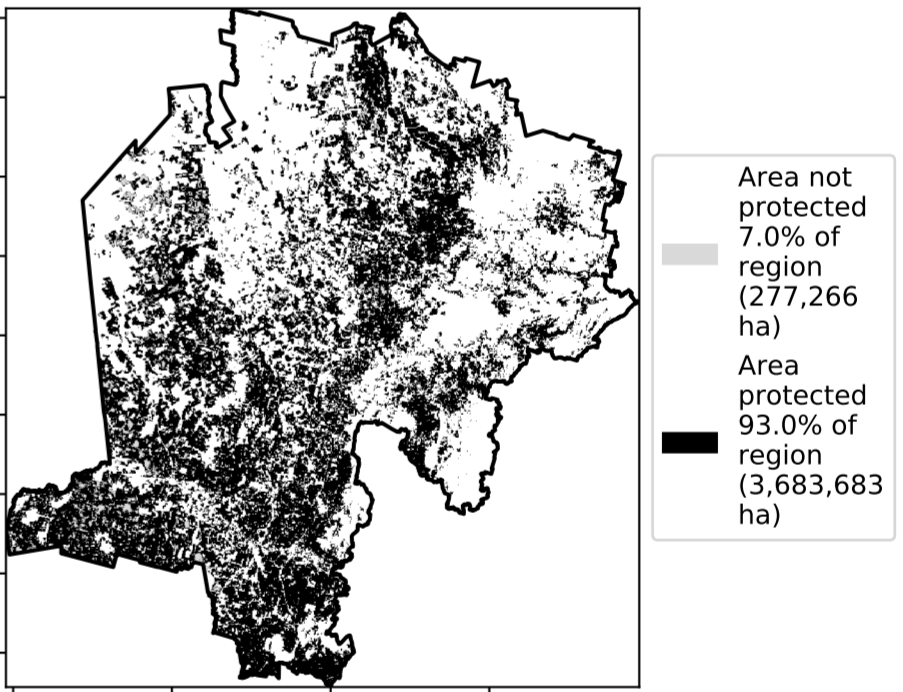 Area not
protected
7.0% of
region
(277,266
ha)
Area
protected
93.0% of
region
(3,683,683
ha)